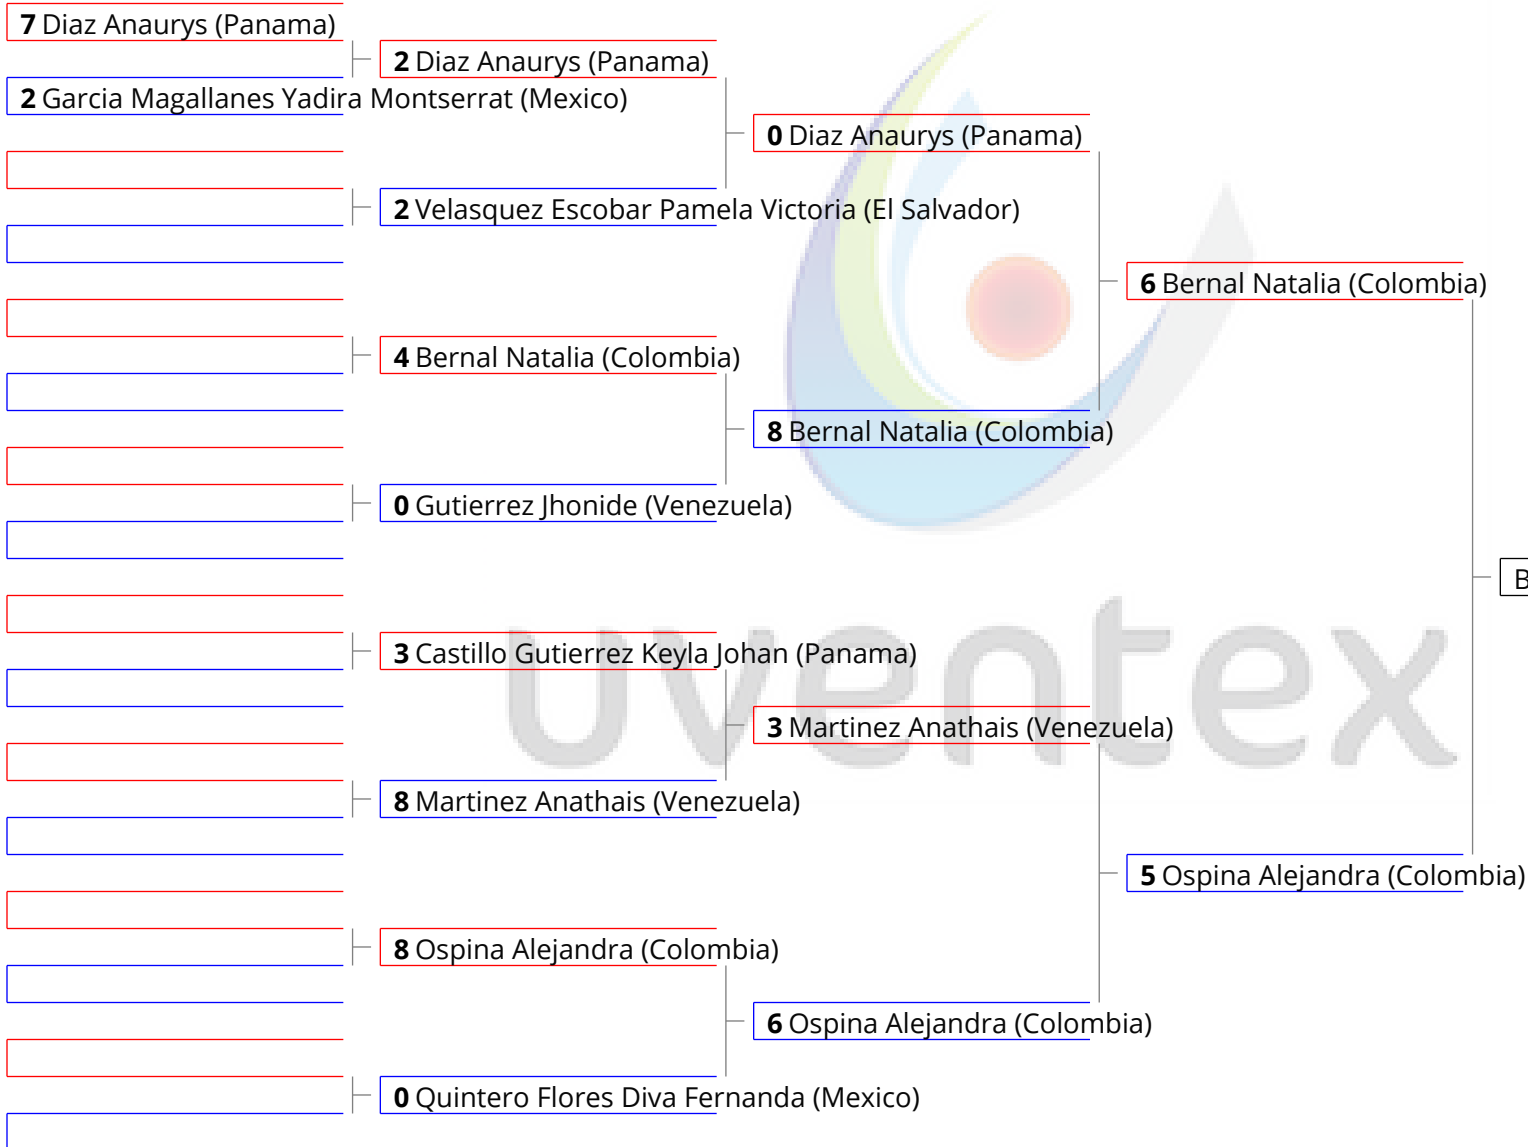 7 Diaz Anaurys (Panama)
2 Diaz Anaurys (Panama)
2 Garcia Magallanes Yadira Montserrat (Mexico)
0 Diaz Anaurys (Panama)
2 Velasquez Escobar Pamela Victoria (El Salvador)
6 Bernal Natalia (Colombia)
4 Bernal Natalia (Colombia)
8 Bernal Natalia (Colombia)
0 Gutierrez Jhonide (Venezuela)
B
uventex
3 Castillo Gutierrez Keyla Johan (Panama)
3 Martinez Anathais (Venezuela)
8 Martinez Anathais (Venezuela)
5 Ospina Alejandra (Colombia)
8 Ospina Alejandra (Colombia)
6 Ospina Alejandra (Colombia)
0 Quintero Flores Diva Fernanda (Mexico)